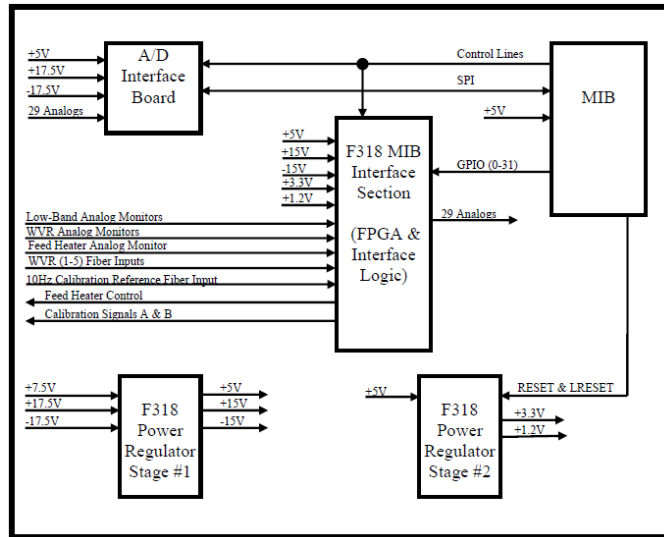 +5V
+17.5V
-17.5V
29 Analogs
A/D
Interface
Board
Control Lines
SPI
+5V
MIB
GPIO (0-31)
+5V
+15V
-15V
+3.3V
+1.2V
F318 MIB
Interface
Section
(FPGA &
Interface
Logic)
29 Analogs
Low-Band Analog Monitors
WVR Analog Monitors
Feed Heater Analog Monitor
WVR (1-5) Fiber Inputs
10Hz Calibration Reference Fiber Input
Feed Heater Control
Calibration Signals A & B
+7.5V
+17.5V
-17.5V
F318
Power
Regulator
Stage #1
+5V
+15V
-15V
+5V
F318
Power
Regulator
Stage #2
RESET & LRESET
+3.3V
+1.2V